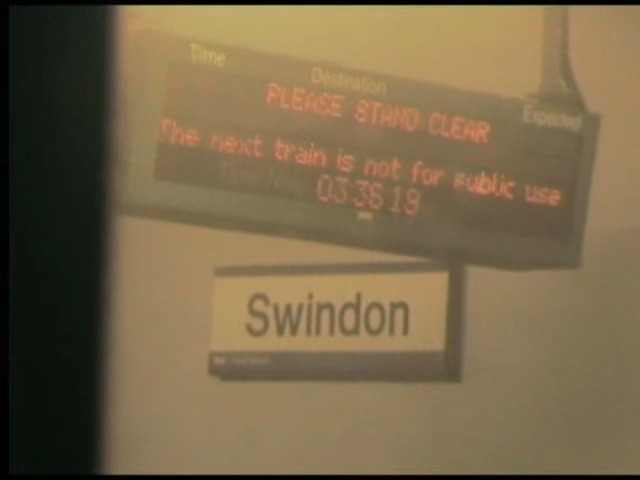 Time Destination Expected
PLEASE STAND CLEAR
The next train is not for public use
03 36 19
Swindon